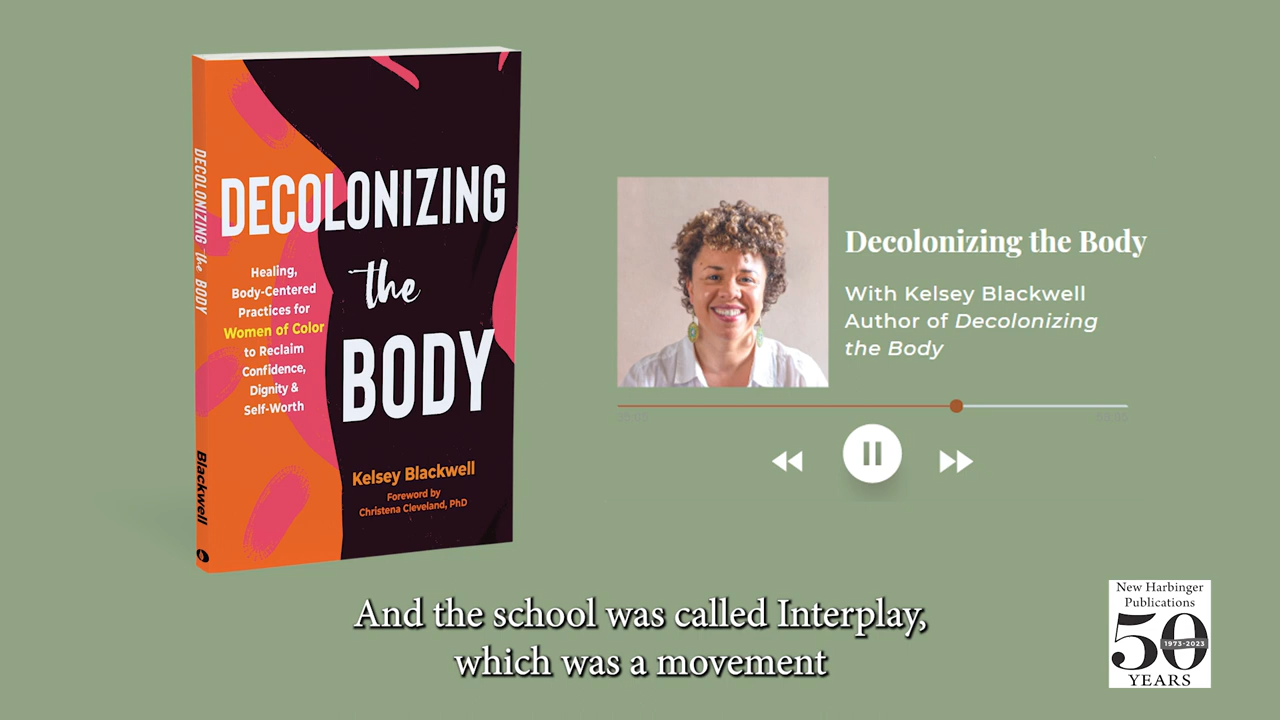 DECOLONIZING the BODY
Blackwell
DECOLONIZING
the
BODY
Healing,
Body-Centered
Practices for
Women of Color
to Reclaim
Confidence,
Dignity &
Self-Worth
Kelsey Blackwell
Foreword by
Christena Cleveland, PhD
Decolonizing the Body
With Kelsey Blackwell
Author of Decolonizing
the Body
And the school was called Interplay,
which was a movement
New Harbinger
Publications
50
1973-2023
YEARS